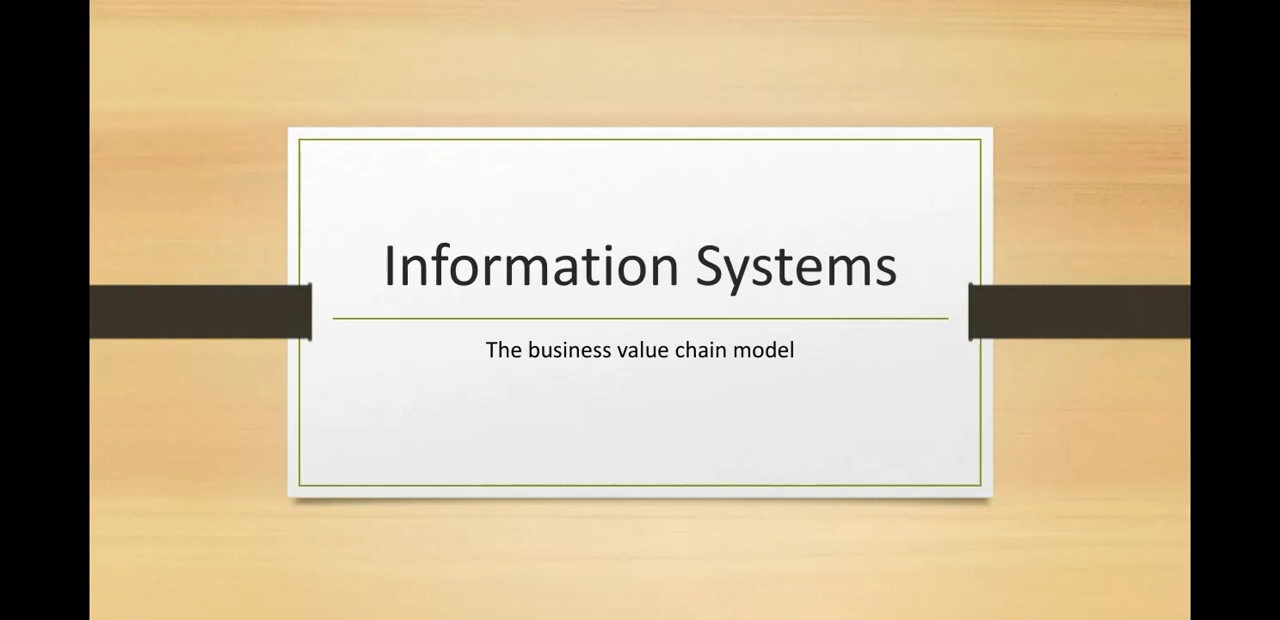 Information Systems
The business value chain model